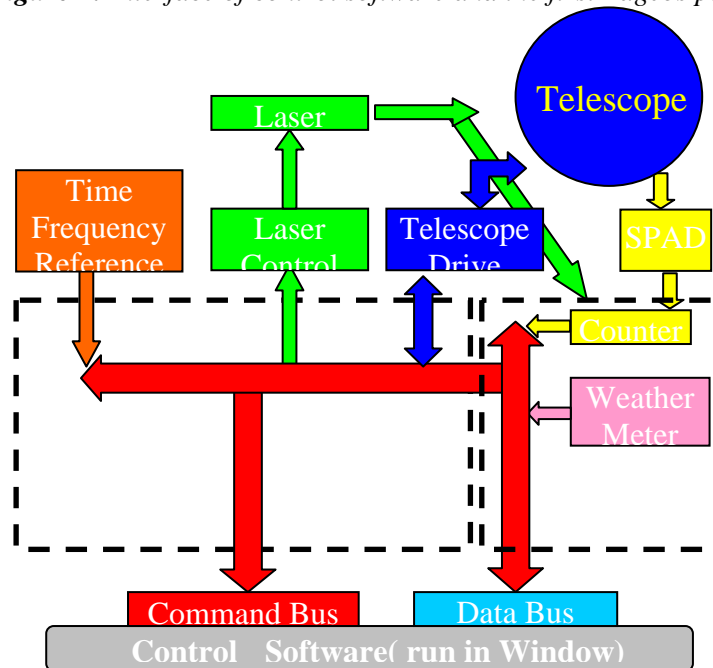 Telescope
Laser
Time
Frequency
Reference
Laser
Control
Telescope
Drive
SPAD
Counter
Weather
Meter
Command Bus
Data Bus
Control Software( run in Window)